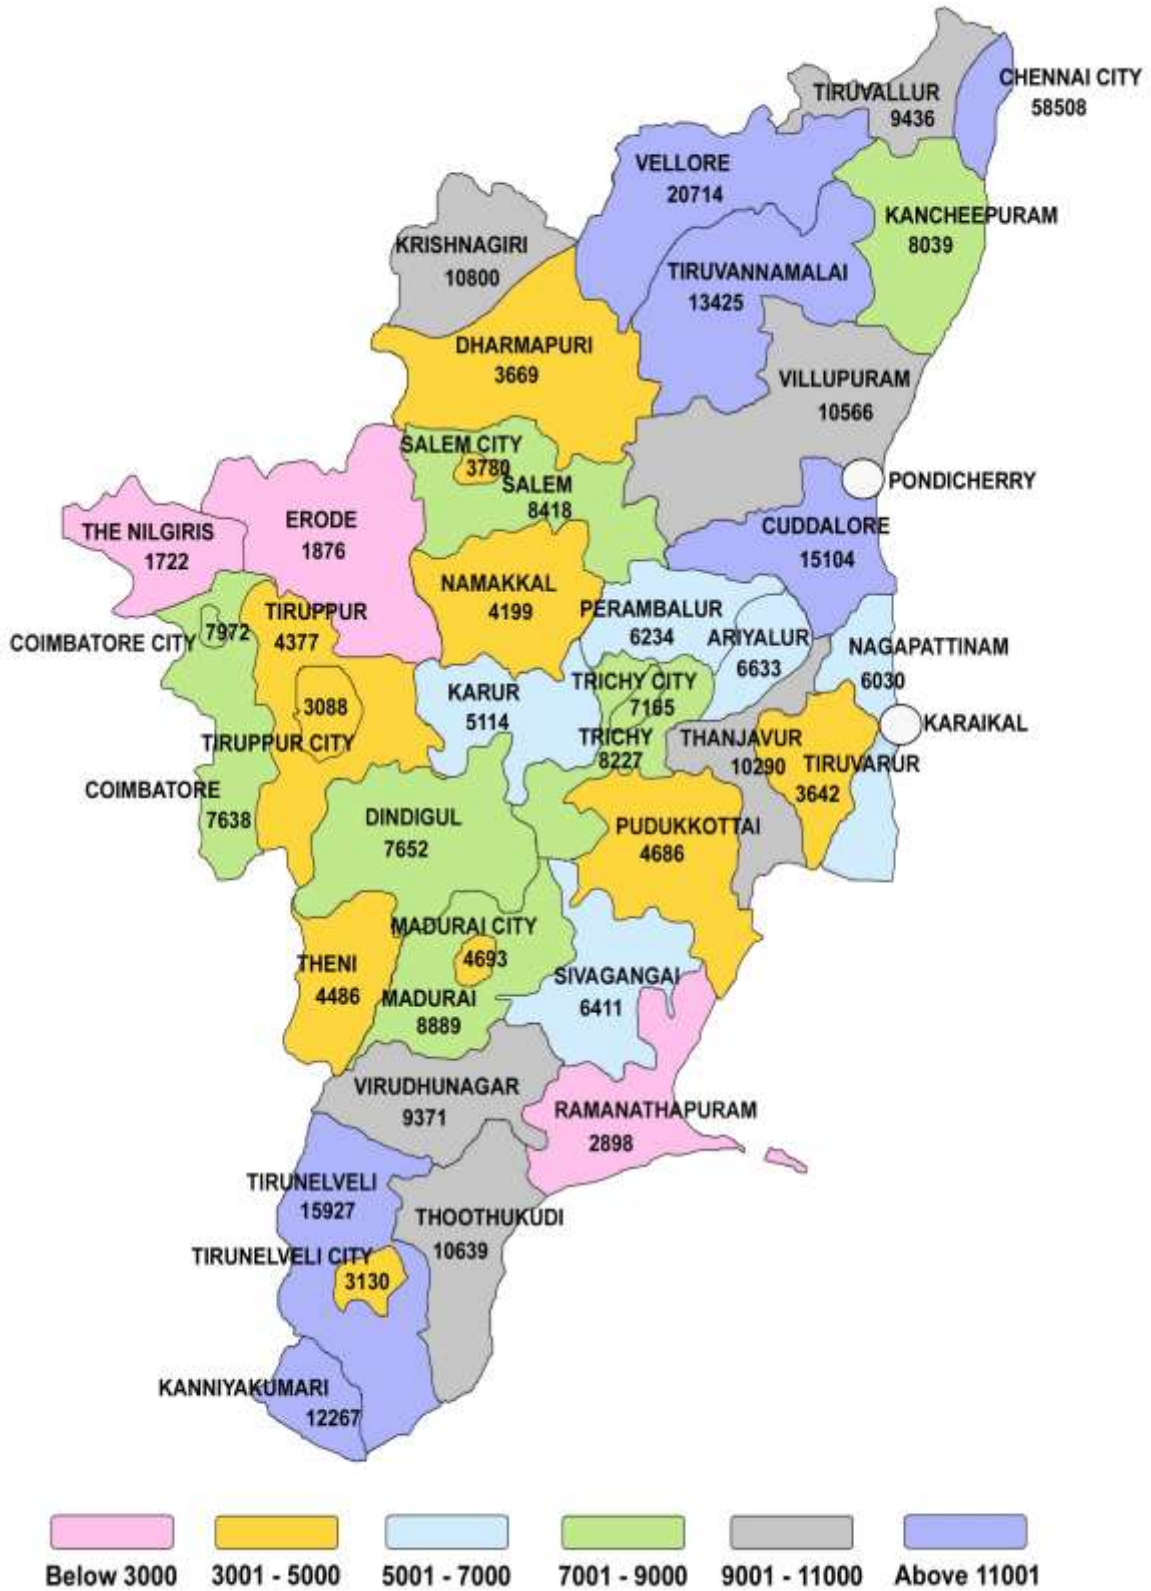 CHENNAI CITY
58508
TIRUVALLUR
9436
VELLORE
20714
KANCHEEPURAM
8039
KRISHNAGIRI
10800
TIRUVANNAMALAI
13425
DHARMAPURI
3669
VILLUPURAM
10566
SALEM CITY
3780
SALEM
8418
PONDICHERRY
THE NILGIRIS
1722
ERODE
1876
CUDDALORE
15104
NAMAKKAL
4199
PERAMBALUR
6234
ARIYALUR
6633
TIRUPPUR
4377
COIMBATORE CITY
7972
NAGAPATTINAM
6030
KARUR
5114
TRICHY CITY
7165
3088
TIRUPPUR CITY
TRICHY
8227
THANJAVUR
10290
KARAIKAL
TIRUVARUR
3642
COIMBATORE
7638
DINDIGUL
7652
PUDUKKOTTAI
4686
MADURAI CITY
4693
THENI
4486
MADURAI
8889
SIVAGANGAI
6411
VIRUDHUNAGAR
9371
RAMANATHAPURAM
2898
TIRUNELVELI
15927
THOOTHUKUDI
10639
TIRUNELVELI CITY
3130
KANNIYAKUMARI
12267
Below 3000
3001 - 5000
5001 - 7000
7001 - 9000
9001 - 11000
Above 11001